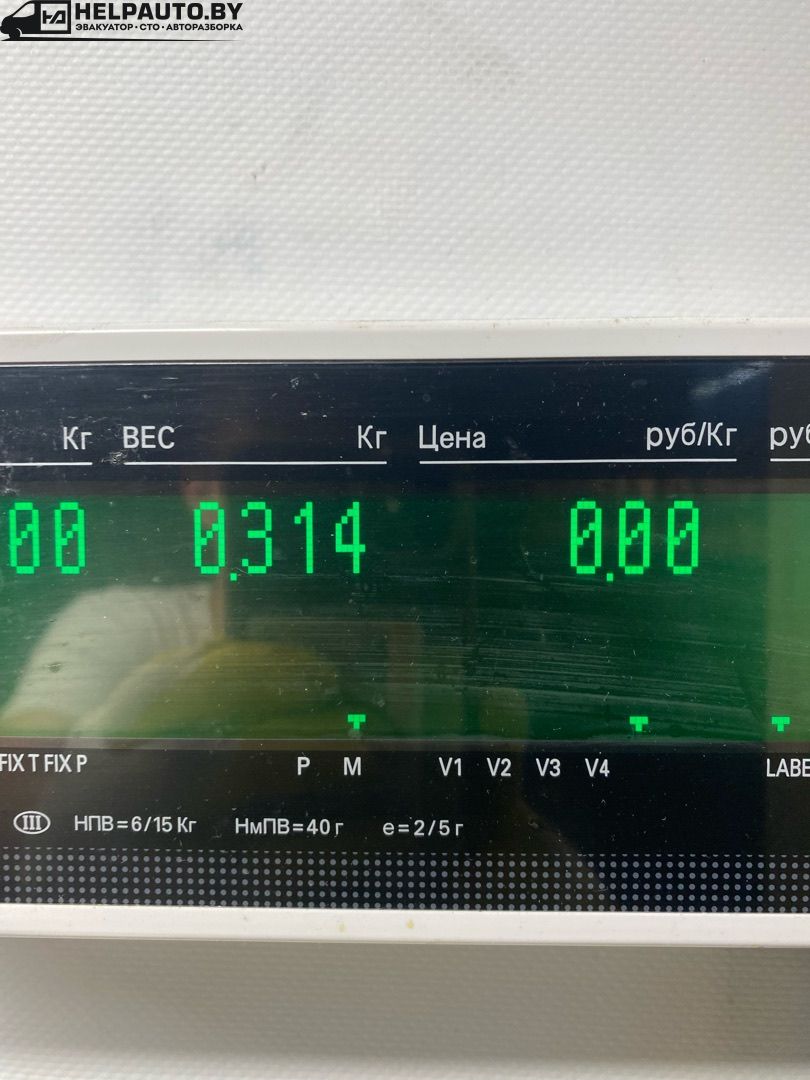 HELPAUTO.BY
ЭВАКУАТОР • СТО • АВТОРАЗБОРКА
Кг ВЕС Кг Цена руб/Кг руб
00 0.314 0.00
FIX T FIX P P M V1 V2 V3 V4 LABE
III НПВ=6/15 Кг НмПВ=40 г е=2/5 г